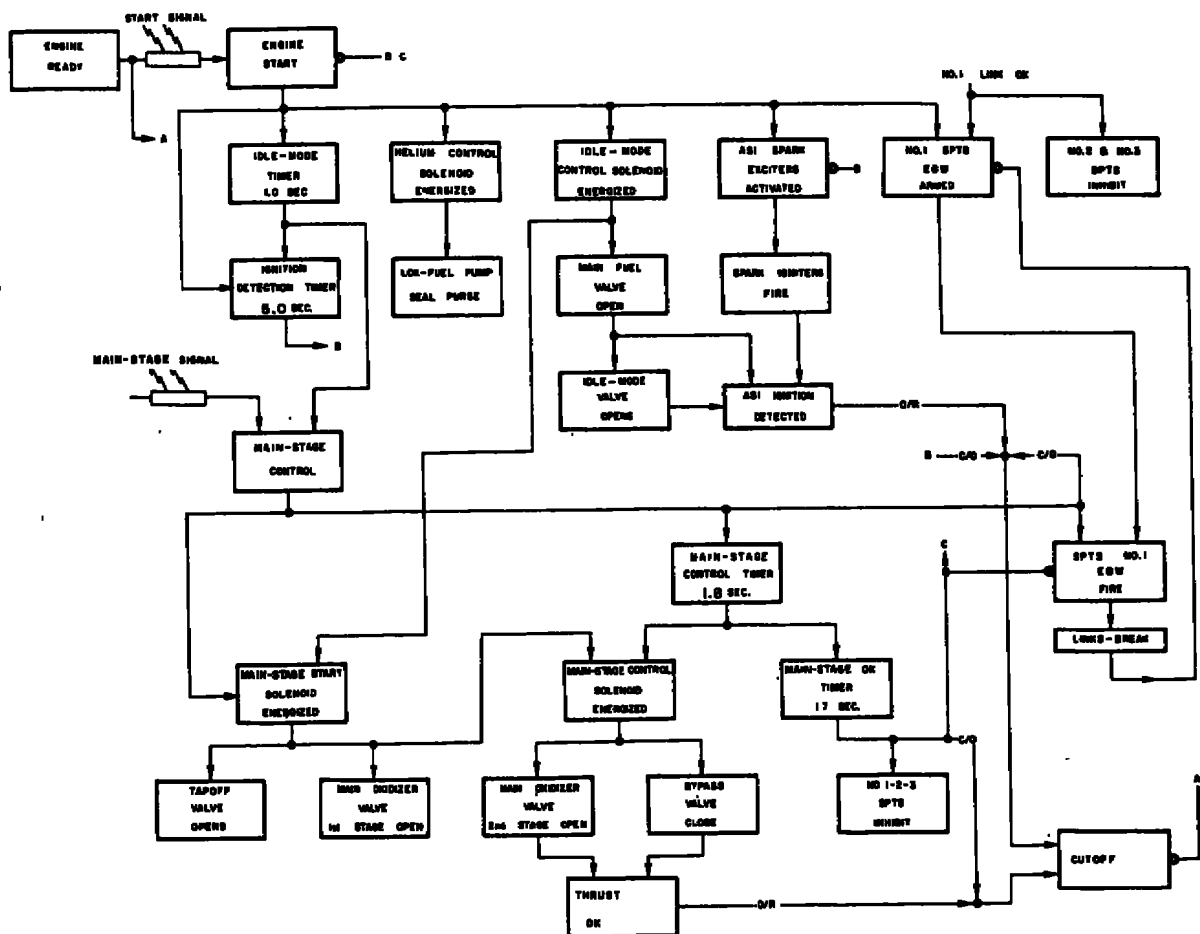 START SIGNAL
ENGINE
READY
ENGINE
START
B C
A
NO.1 LINK OK
IDLE-MODE
TIMER
1.0 SEC
HELIUM CONTROL
SOLENOID
ENERGIZED
IDLE-MODE
CONTROL SOLENOID
ENERGIZED
ASI SPARK
EXCITERS
ACTIVATED
B
NO.1 SPTS
EBW
ARMED
NO.2 & NO.3
SPTS
INHIBIT
IGNITION
DETECTION TIMER
5.0 SEC.
B
LOX-FUEL PUMP
SEAL PURGE
MAIN FUEL
VALVE
OPEN
SPARK IGNITERS
FIRE
MAIN-STAGE SIGNAL
IDLE-MODE
VALVE
OPENS
ASI IGNITION
DETECTED
O/R
MAIN-STAGE
CONTROL
B
C/O
C/O
MAIN-STAGE
CONTROL TIMER
1.8 SEC.
C
SPTS NO.1
EBW
FIRE
LINKS-BREAK
MAIN-STAGE START
SOLENOID
ENERGIZED
MAIN-STAGE CONTROL
SOLENOID
ENERGIZED
MAIN-STAGE OK
TIMER
1 7 SEC.
C/O
TAPOFF
VALVE
OPENS
MAIN OXIDIZER
VALVE
1st STAGE OPEN
MAIN OXIDIZER
VALVE
2nd STAGE OPEN
BYPASS
VALVE
CLOSE
NO 1-2-3
SPTS
INHIBIT
A
CUTOFF
THRUST
OK
O/R